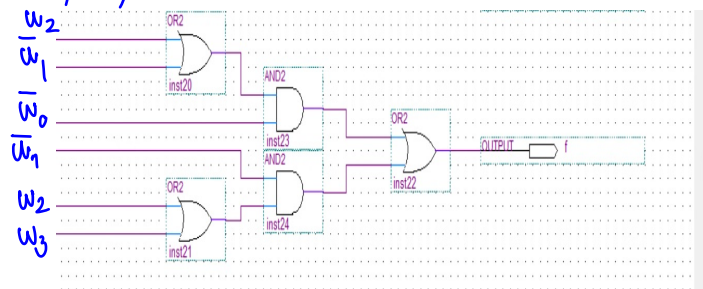 w₂
OR2
w̅₁
inst20
AND2
w̅₀
inst23
OR2
w̅₁
AND2
OUTPUT
f
inst22
OR2
w₂
inst24
w₃
inst21